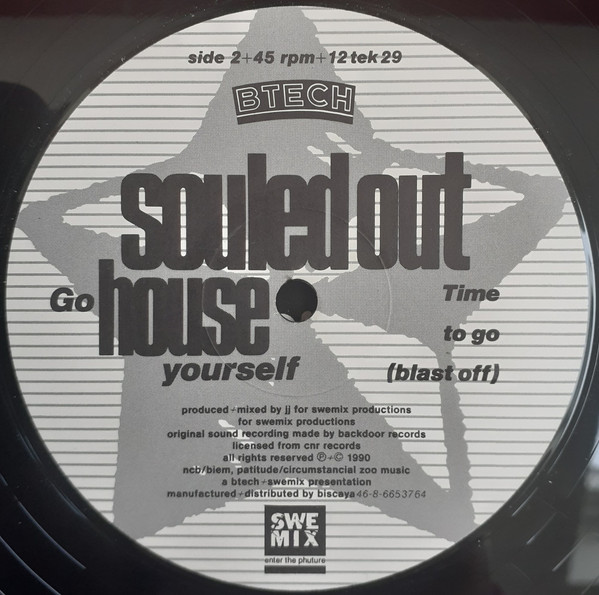 side 2+45 rpm+12tek29
BTECH
souled out
Go house yourself
Time to go (blast off)
produced+mixed by jj for swemix productions
for swemix productions
original sound recording made by backdoor records
licensed from cnr records
all rights reserved ℗+© 1990
ncb/biem, patitude/circumstancial zoo music
a btech+swemix presentation
manufactured+distributed by biscaya 46-8-6653764
SWE
MIX
enter the phuture